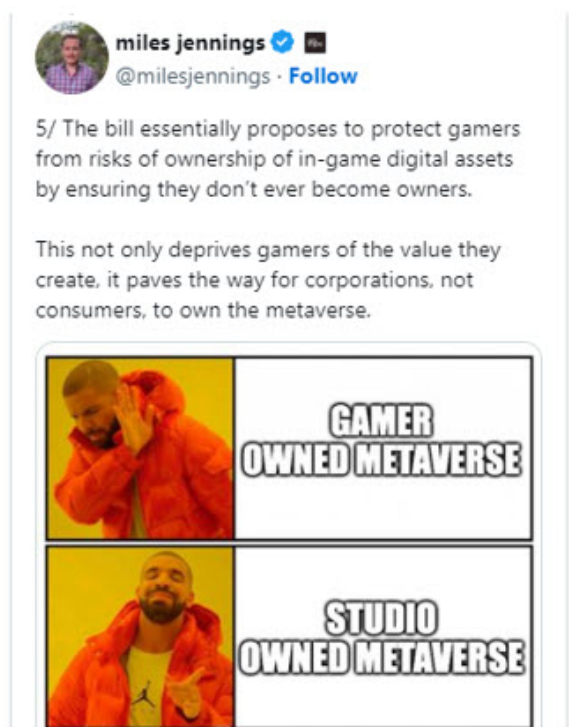 miles jennings
@milesjennings · Follow
5/ The bill essentially proposes to protect gamers
from risks of ownership of in-game digital assets
by ensuring they don’t ever become owners.
This not only deprives gamers of the value they
create, it paves the way for corporations, not
consumers, to own the metaverse.
GAMER
OWNED METAVERSE
STUDIO
OWNED METAVERSE